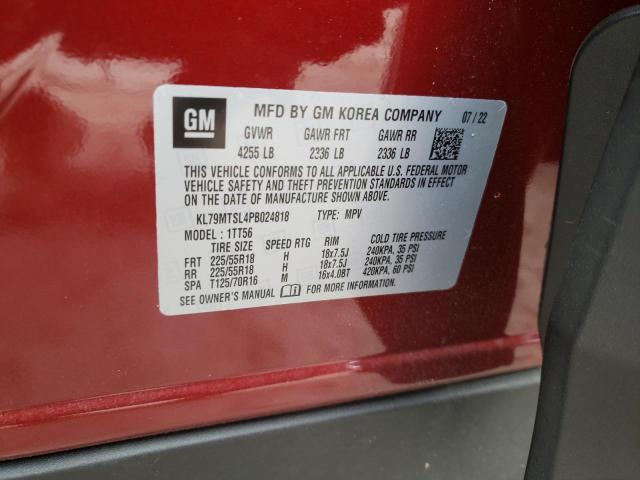 GM
MFD BY GM KOREA COMPANY 07 / 22
GVWR GAWR FRT GAWR RR
4255 LB 2336 LB 2336 LB
THIS VEHICLE CONFORMS TO ALL APPLICABLE U.S. FEDERAL MOTOR
VEHICLE SAFETY AND THEFT PREVENTION STANDARDS IN EFFECT
ON THE DATE OF MANUFACTURE SHOWN ABOVE.
KL79MTSL4PB024818 TYPE: MPV
MODEL : 1TT56
TIRE SIZE SPEED RTG RIM COLD TIRE PRESSURE
FRT 225/55R18 H 18x7.5J 240KPA, 35 PSI
RR 225/55R18 H 18x7.5J 240KPA, 35 PSI
SPA T125/70R16 M 16x4.0BT 420KPA, 60 PSI
SEE OWNER'S MANUAL FOR MORE INFORMATION.